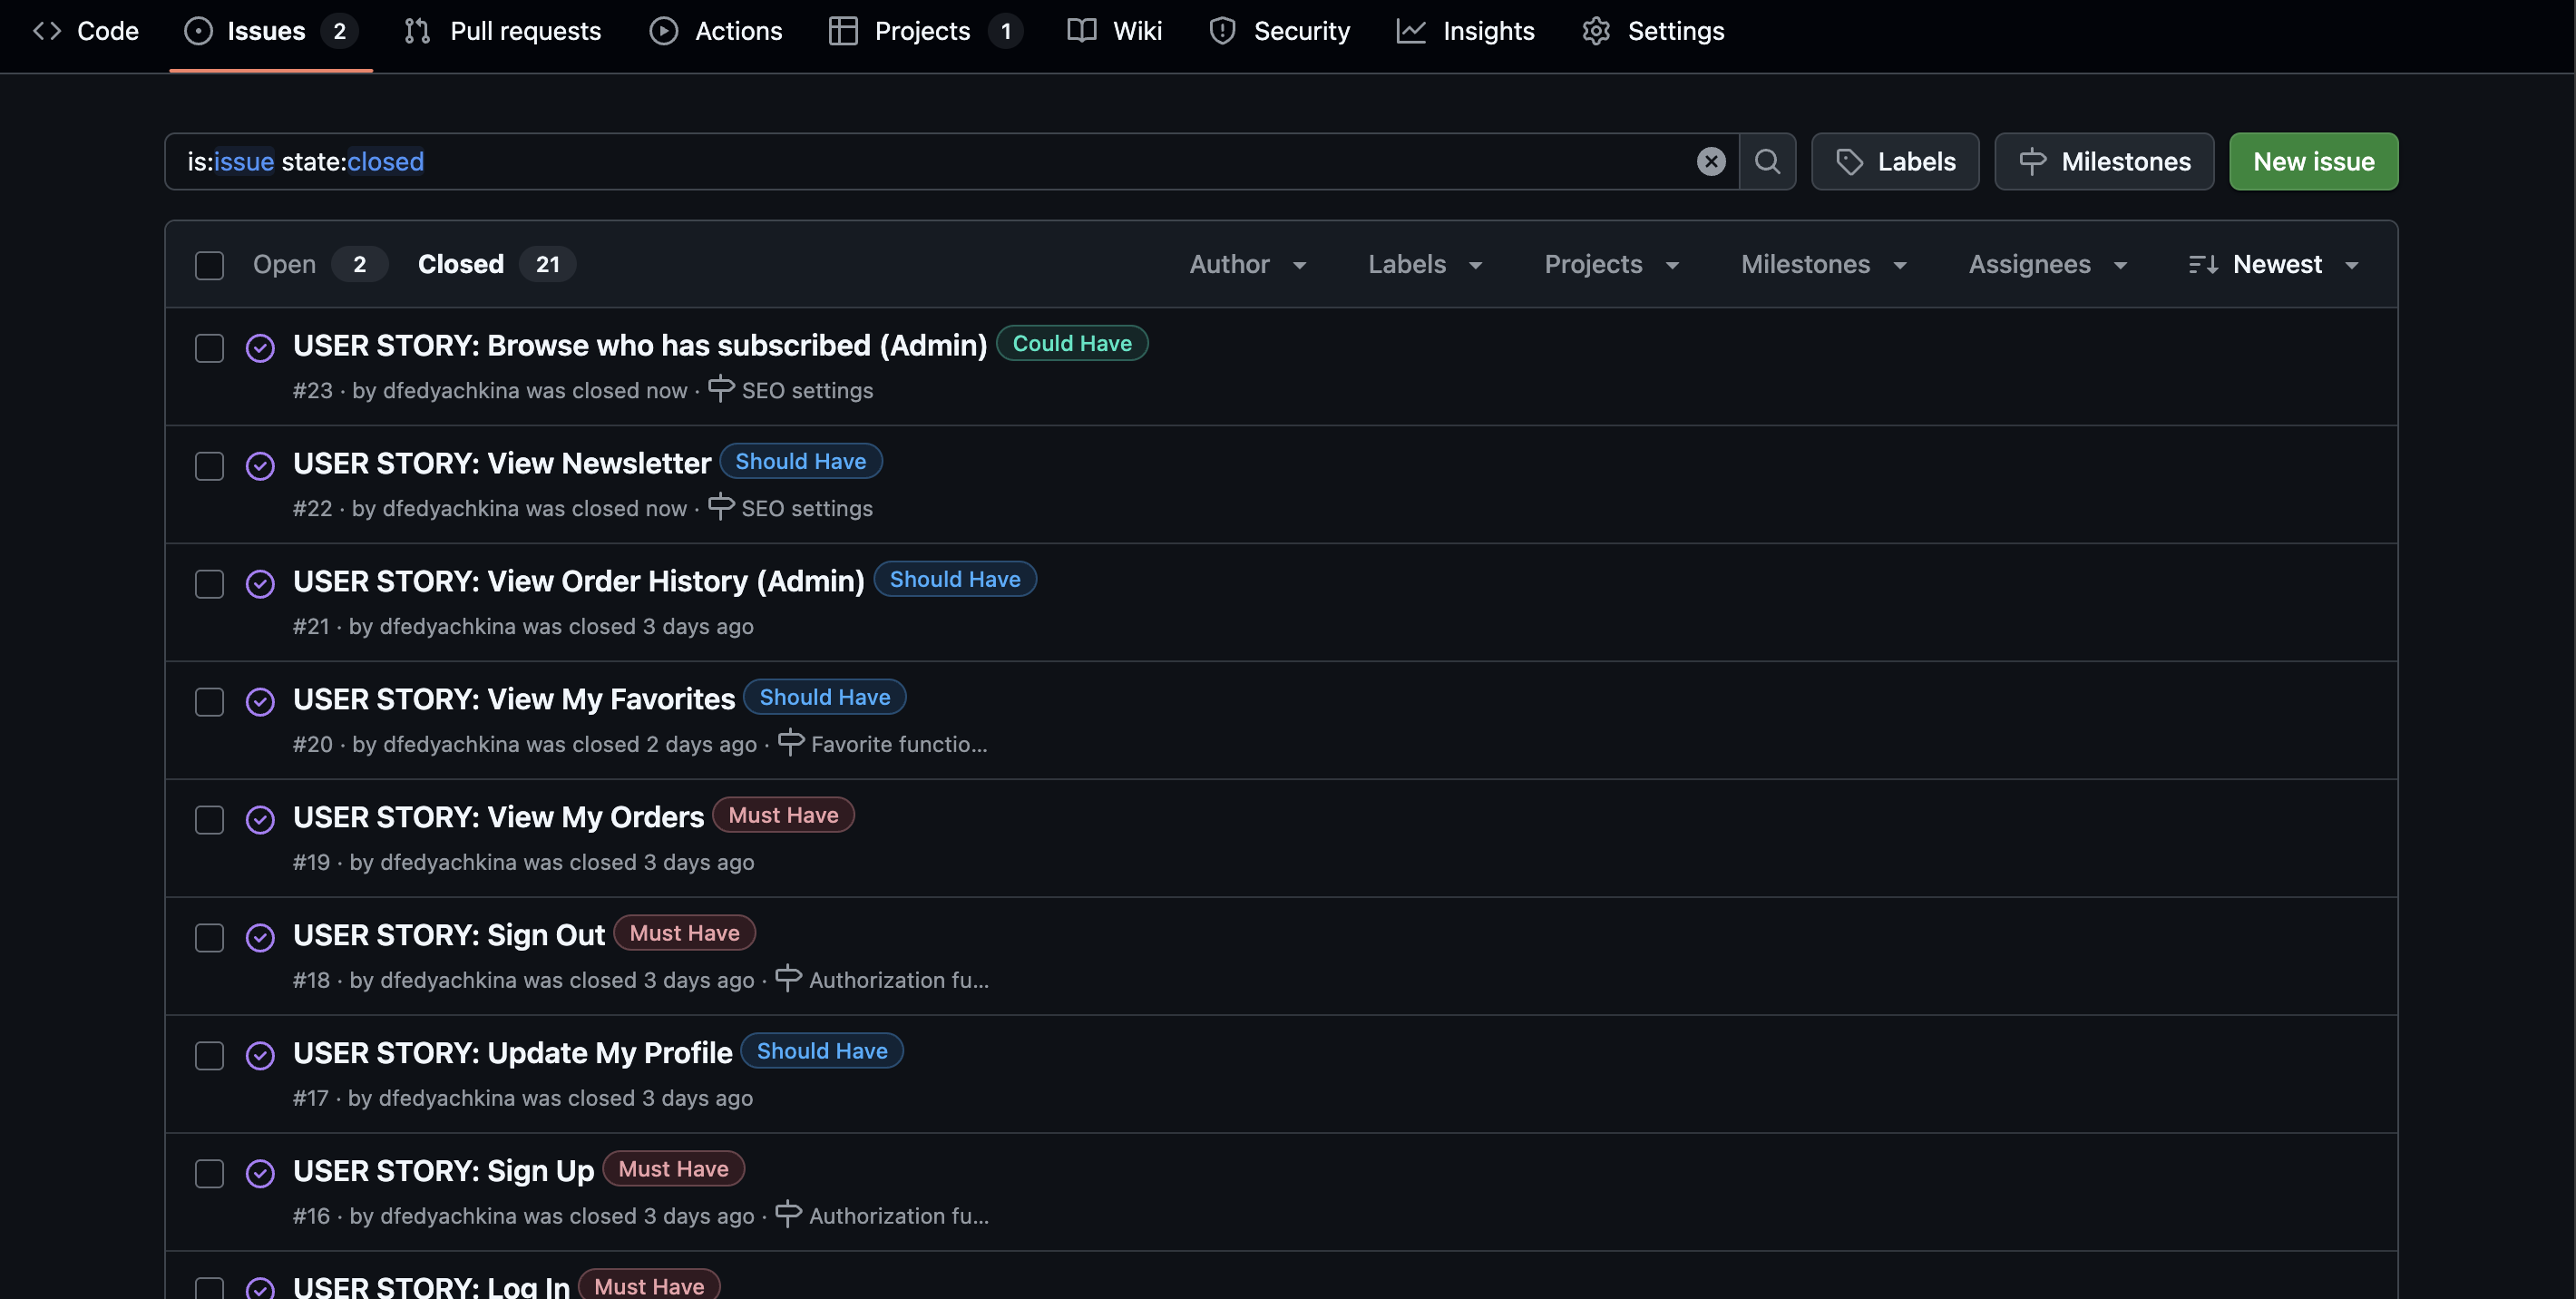 Code Issues 2 Pull requests Actions Projects 1 Wiki Security Insights Settings
is:issue state:closed Labels Milestones New issue
Open 2 Closed 21 Author Labels Projects Milestones Assignees Newest
USER STORY: Browse who has subscribed (Admin) Could Have
#23 · by dfedyachkina was closed now · SEO settings
USER STORY: View Newsletter Should Have
#22 · by dfedyachkina was closed now · SEO settings
USER STORY: View Order History (Admin) Should Have
#21 · by dfedyachkina was closed 3 days ago
USER STORY: View My Favorites Should Have
#20 · by dfedyachkina was closed 2 days ago · Favorite functio...
USER STORY: View My Orders Must Have
#19 · by dfedyachkina was closed 3 days ago
USER STORY: Sign Out Must Have
#18 · by dfedyachkina was closed 3 days ago · Authorization fu...
USER STORY: Update My Profile Should Have
#17 · by dfedyachkina was closed 3 days ago
USER STORY: Sign Up Must Have
#16 · by dfedyachkina was closed 3 days ago · Authorization fu...
USER STORY: Log In Must Have